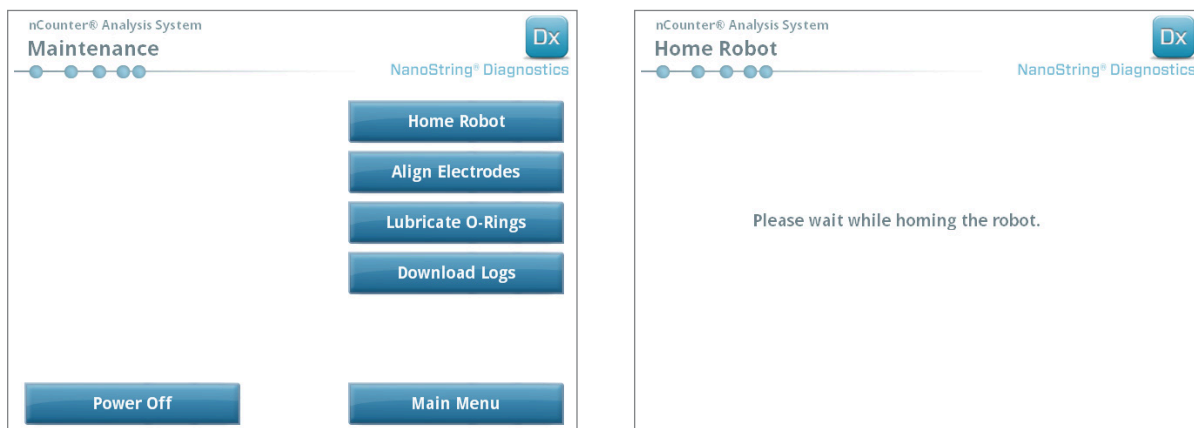 nCounter® Analysis System
Maintenance
Dx
NanoString® Diagnostics
Home Robot
Align Electrodes
Lubricate O-Rings
Download Logs
Power Off
Main Menu
nCounter® Analysis System
Home Robot
Dx
NanoString® Diagnostics
Please wait while homing the robot.